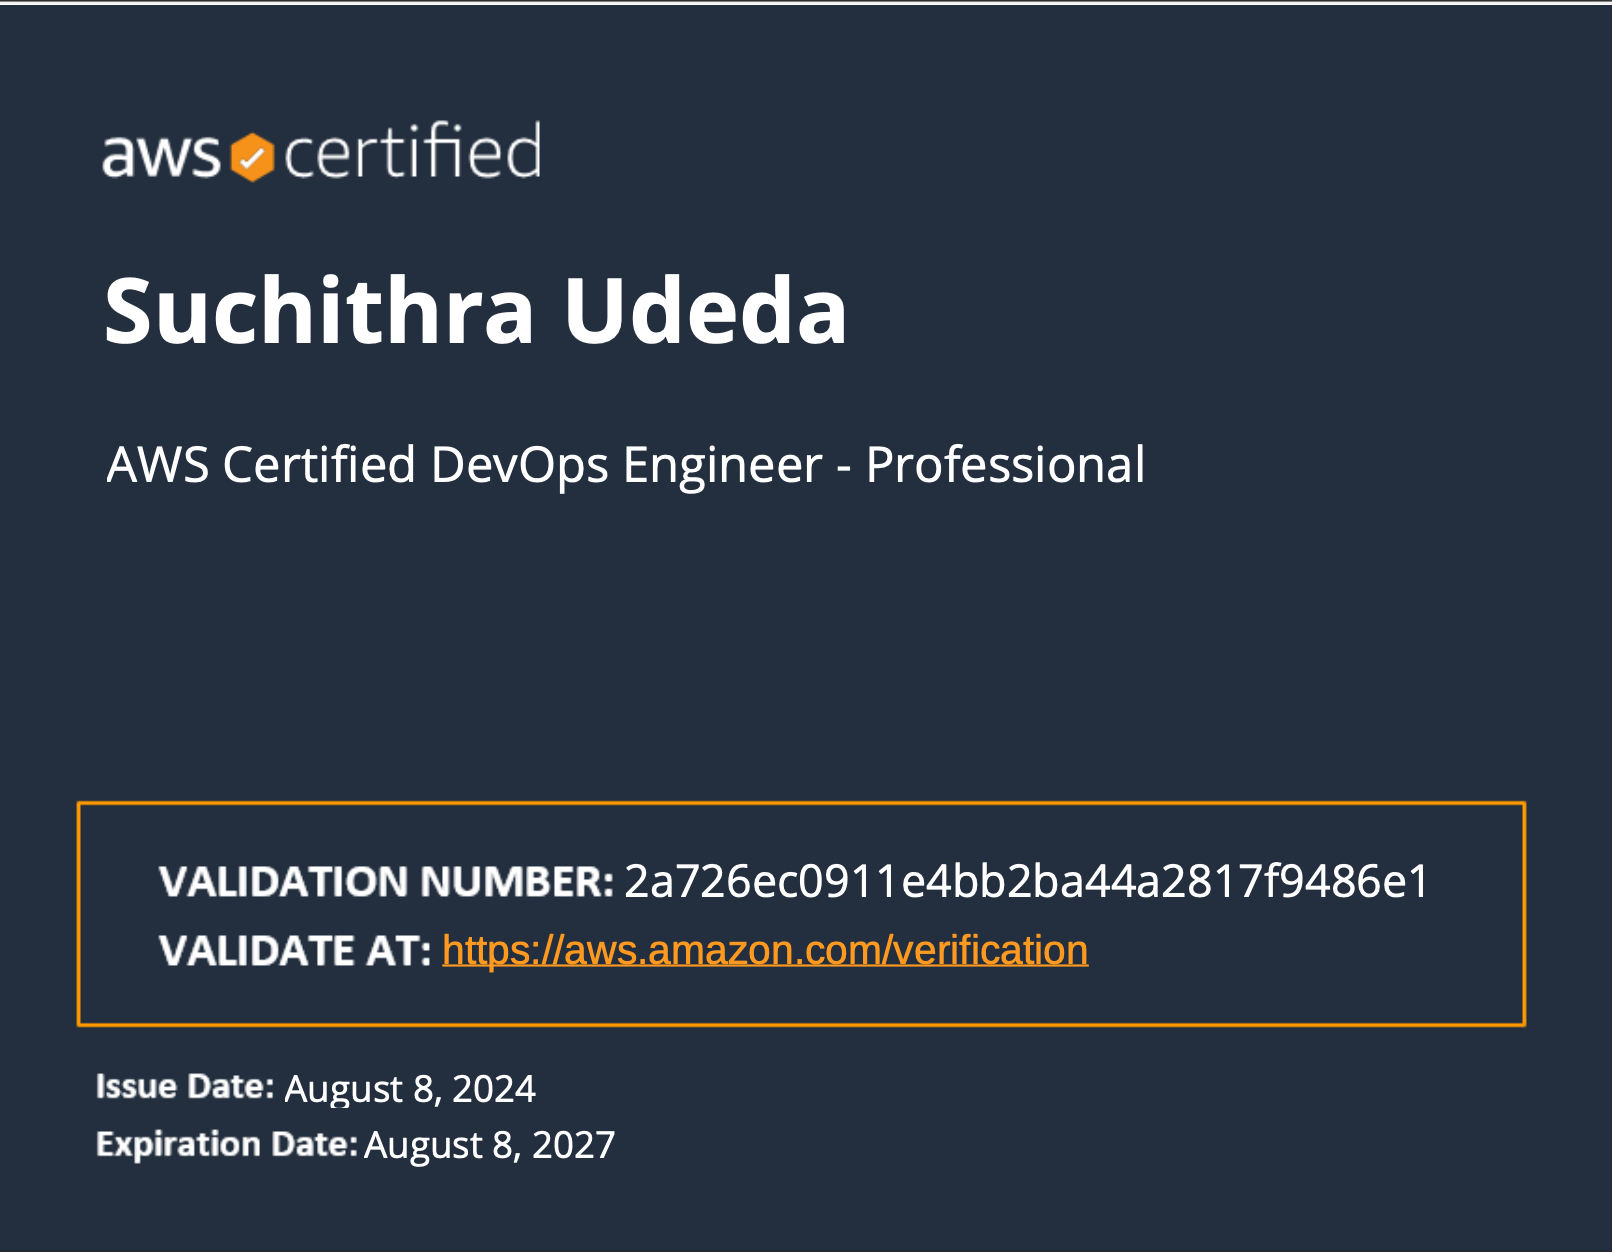 aws certified
Suchithra Udeda
AWS Certified DevOps Engineer - Professional
VALIDATION NUMBER: 2a726ec0911e4bb2ba44a2817f9486e1
VALIDATE AT: https://aws.amazon.com/verification
Issue Date: August 8, 2024
Expiration Date: August 8, 2027